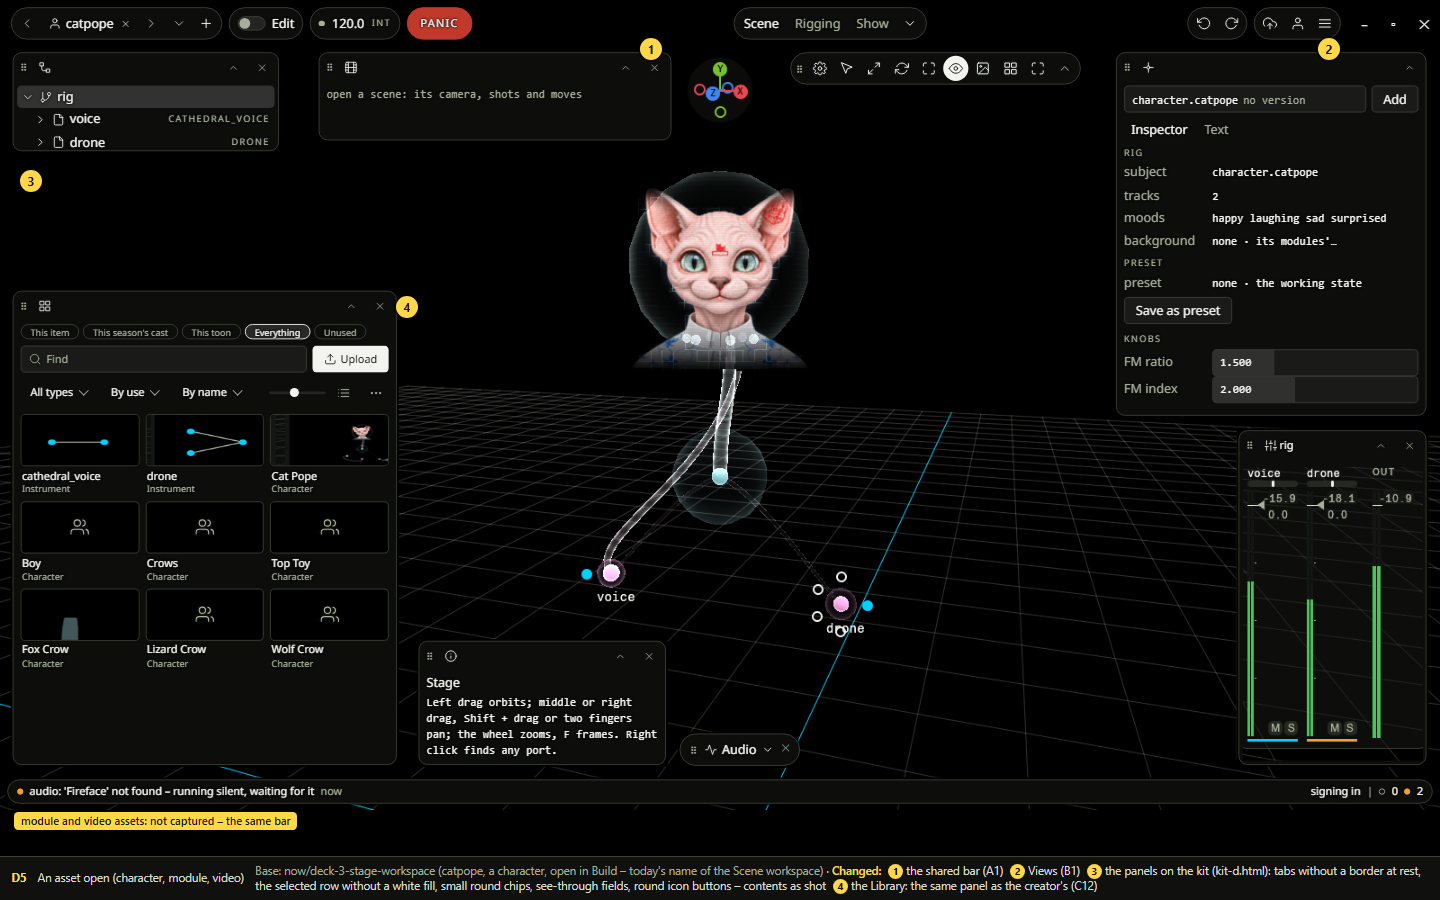 catpope
Edit
120.0 INT
PANIC
Scene Rigging Show
1
2
rig
voice CATHEDRAL_VOICE
drone DRONE
3
open a scene: its camera, shots and moves
Y
Z
X
character.catpope no version
Add
Inspector Text
RIG
subject character.catpope
tracks 2
moods happy laughing sad surprised
background none · its modules'…
PRESET
preset none · the working state
Save as preset
KNOBS
FM ratio 1.500
FM index 2.000
4
This item This season's cast This toon Everything Unused
Find
Upload
All types By use By name
cathedral_voice drone Cat Pope
Instrument Instrument Character
Boy Crows Top Toy
Character Character Character
Fox Crow Lizard Crow Wolf Crow
Character Character Character
voice
drone
Stage
Left drag orbits; middle or right
drag, Shift + drag or two fingers
pan; the wheel zooms, F frames. Right
click finds any port.
Audio
rig
voice drone OUT
-15.9 -18.1 -10.9
0.0 0.0
M S M S
audio: 'Fireface' not found – running silent, waiting for it now
signing in | 0 2
module and video assets: not captured – the same bar
D5 An asset open (character, module, video)
Base: now/deck-3-stage-workspace (catpope, a character, open in Build – today's name of the Scene workspace) · Changed: 1 the shared bar (A1) 2 Views (B1) 3 the panels on the kit (kit-d.html): tabs without a border at rest,
the selected row without a white fill, small round chips, see-through fields, round icon buttons – contents as shot 4 the Library: the same panel as the creator's (C12)